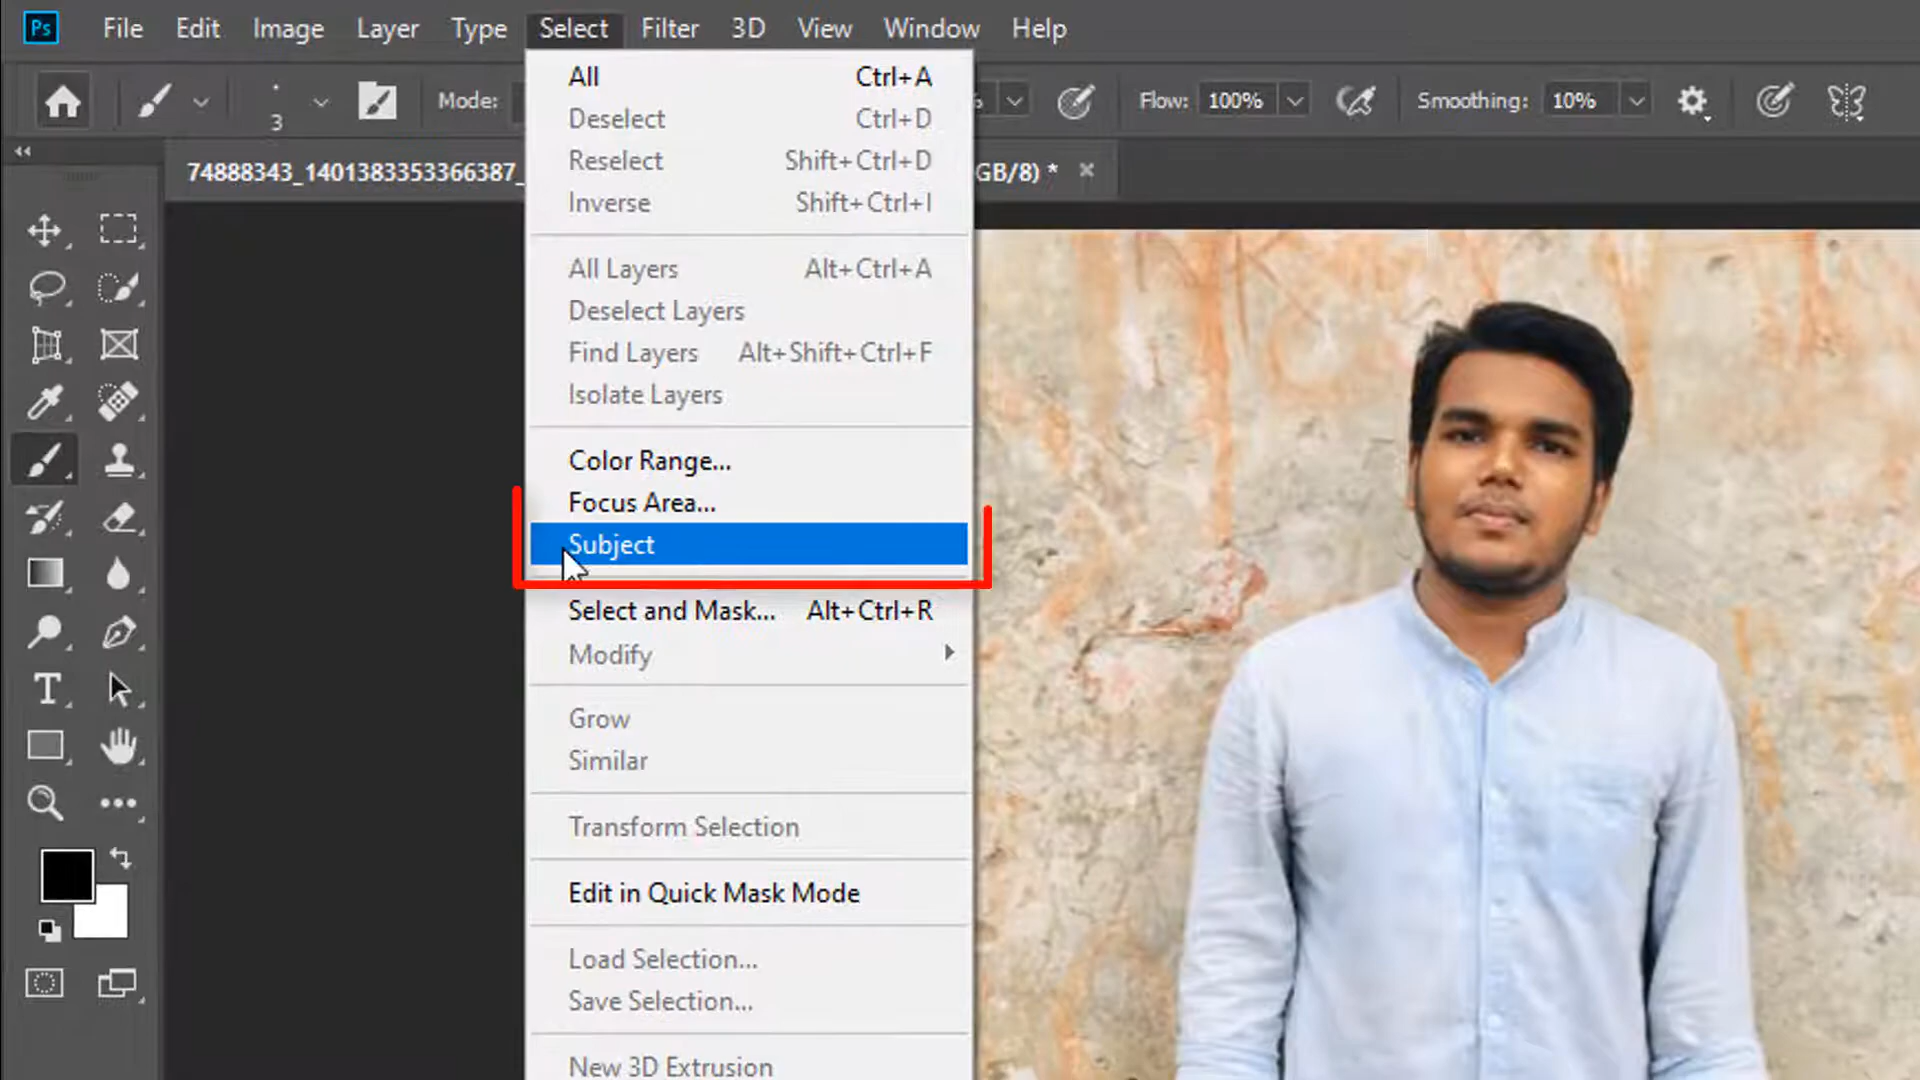 Ps File Edit Image Layer Type Select Filter 3D View Window Help
3 Mode: % Flow: 100% Smoothing: 10%
74888343_1401383353366387_ GB/8) *
All Ctrl+A
Deselect Ctrl+D
Reselect Shift+Ctrl+D
Inverse Shift+Ctrl+I
All Layers Alt+Ctrl+A
Deselect Layers
Find Layers Alt+Shift+Ctrl+F
Isolate Layers
Color Range...
Focus Area...
Subject
Select and Mask... Alt+Ctrl+R
Modify
Grow
Similar
Transform Selection
Edit in Quick Mask Mode
Load Selection...
Save Selection...
New 3D Extrusion